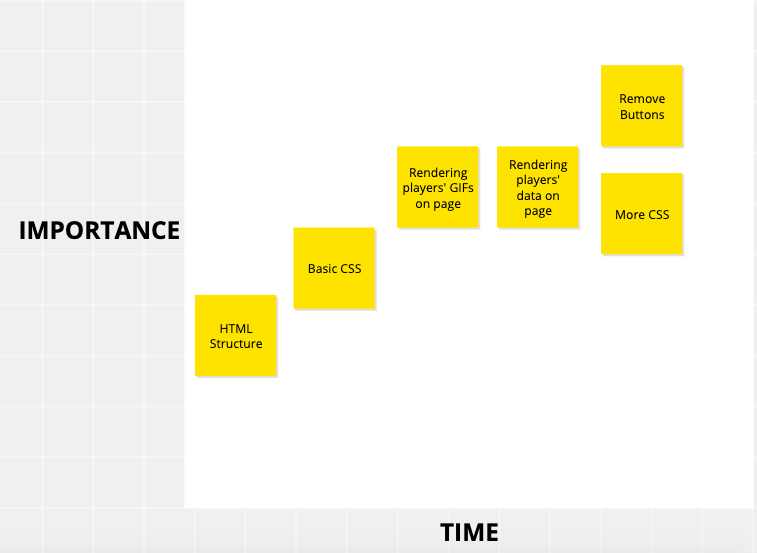 Remove
Buttons
Rendering
players' GIFs
on page
Rendering
players'
data on
page
More CSS
IMPORTANCE
Basic CSS
HTML
Structure
TIME